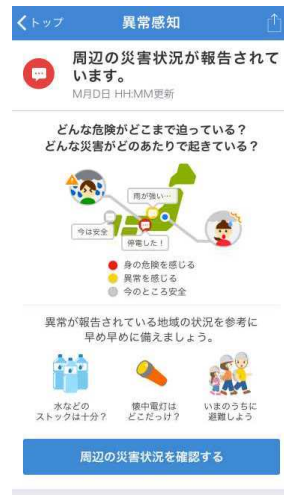 トップ
異常感知
周辺の災害状況が報告されて
います。
M月D日 HH:MM更新
どんな危険がどこまで迫っている？
どんな災害がどのあたりで起きている？
雨が強い…
今は安全
停電した！
身の危険を感じる
異常を感じる
今のところ安全
異常が報告されている地域の状況を参考に
早め早めに備えましょう。
水などの
ストックは十分？
懐中電灯は
どこだっけ？
いまのうちに
避難しよう
周辺の災害状況を確認する